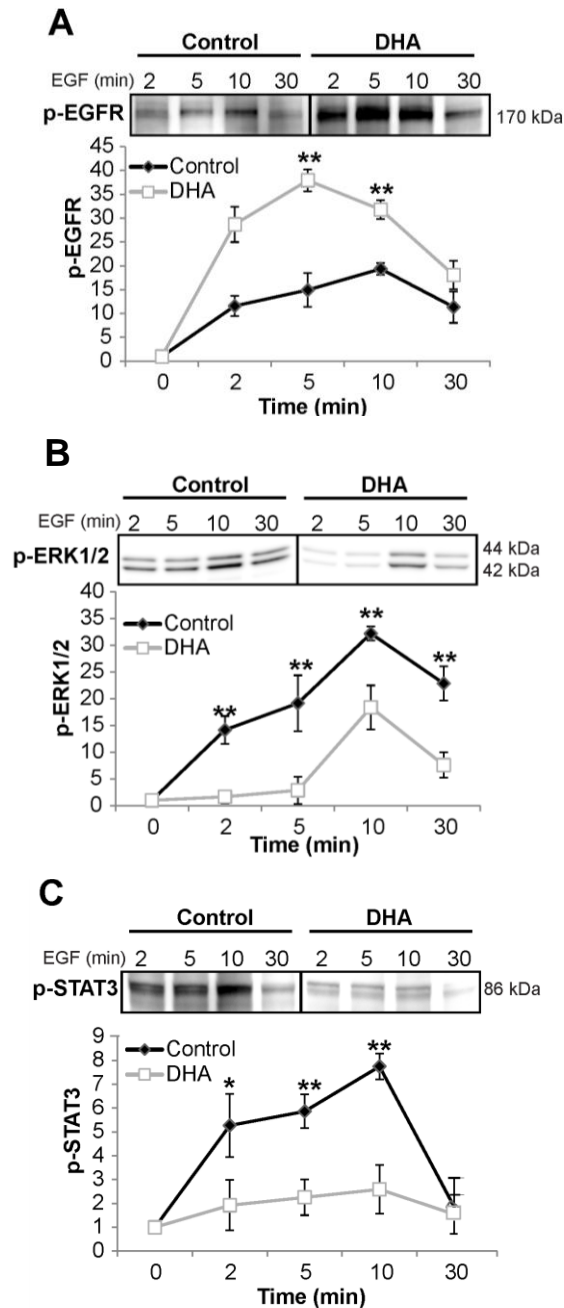 A
Control DHA
EGF (min) 2 5 10 30 2 5 10 30
p-EGFR 170 kDa
45
40
35
30
25
20
15
10
5
0
p-EGFR
Control
DHA
** **
0 2 5 10 30
Time (min)
B
Control DHA
EGF (min) 2 5 10 30 2 5 10 30
p-ERK1/2
44 kDa
42 kDa
40
35
30
25
20
15
10
5
0
p-ERK1/2
Control
DHA
** ** ** **
0 2 5 10 30
Time (min)
C
Control DHA
EGF (min) 2 5 10 30 2 5 10 30
p-STAT3 86 kDa
9
8
7
6
5
4
3
2
1
0
p-STAT3
Control
DHA
* ** **
0 2 5 10 30
Time (min)